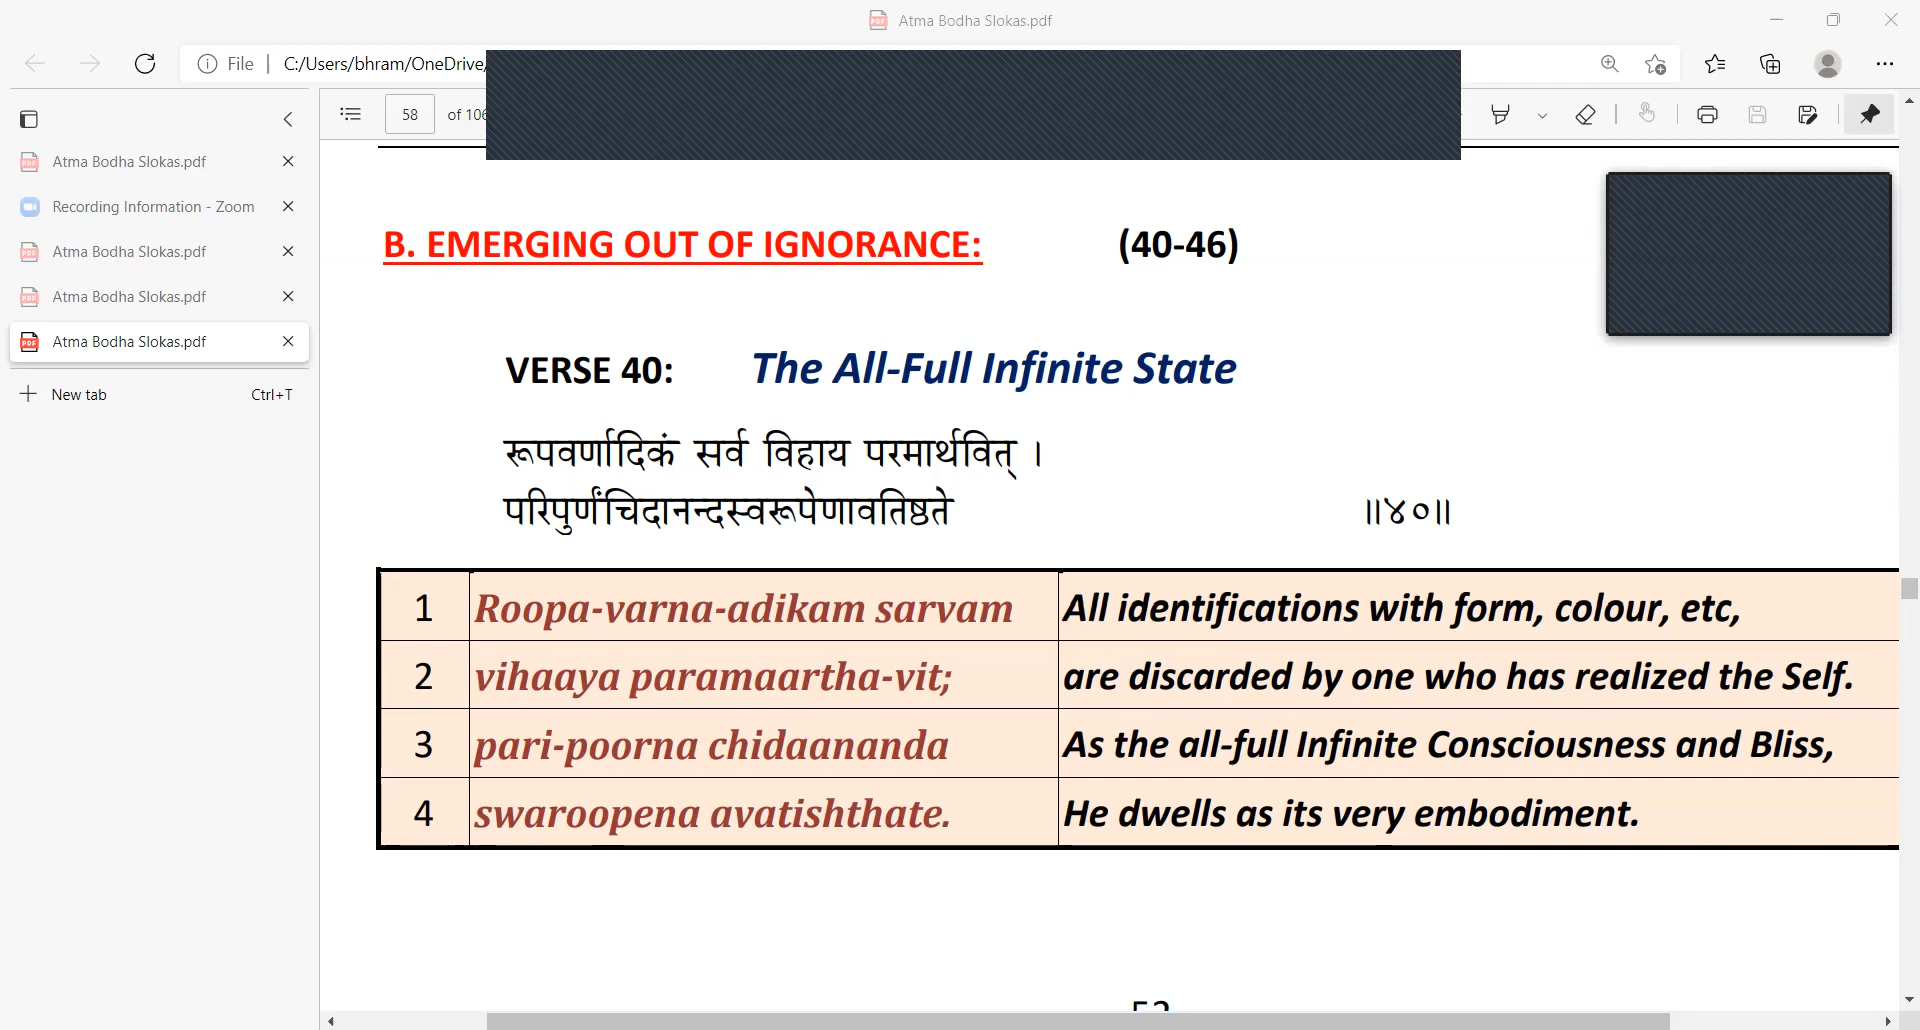 Atma Bodha Slokas.pdf
File | C:/Users/bhram/OneDrive/
58 of 106
Atma Bodha Slokas.pdf
Recording Information - Zoom
Atma Bodha Slokas.pdf
Atma Bodha Slokas.pdf
Atma Bodha Slokas.pdf
New tab Ctrl+T
B. EMERGING OUT OF IGNORANCE: (40-46)
VERSE 40: The All-Full Infinite State
रूपवर्णादिकं सर्व विहाय परमार्थवित् ।
परिपुर्णंचिदानन्दस्वरूपेणावतिष्ठते ॥४०॥
1 Roopa-varna-adikam sarvam All identifications with form, colour, etc,
2 vihaaya paramaartha-vit; are discarded by one who has realized the Self.
3 pari-poorna chidaananda As the all-full Infinite Consciousness and Bliss,
4 swaroopena avatishthate. He dwells as its very embodiment.